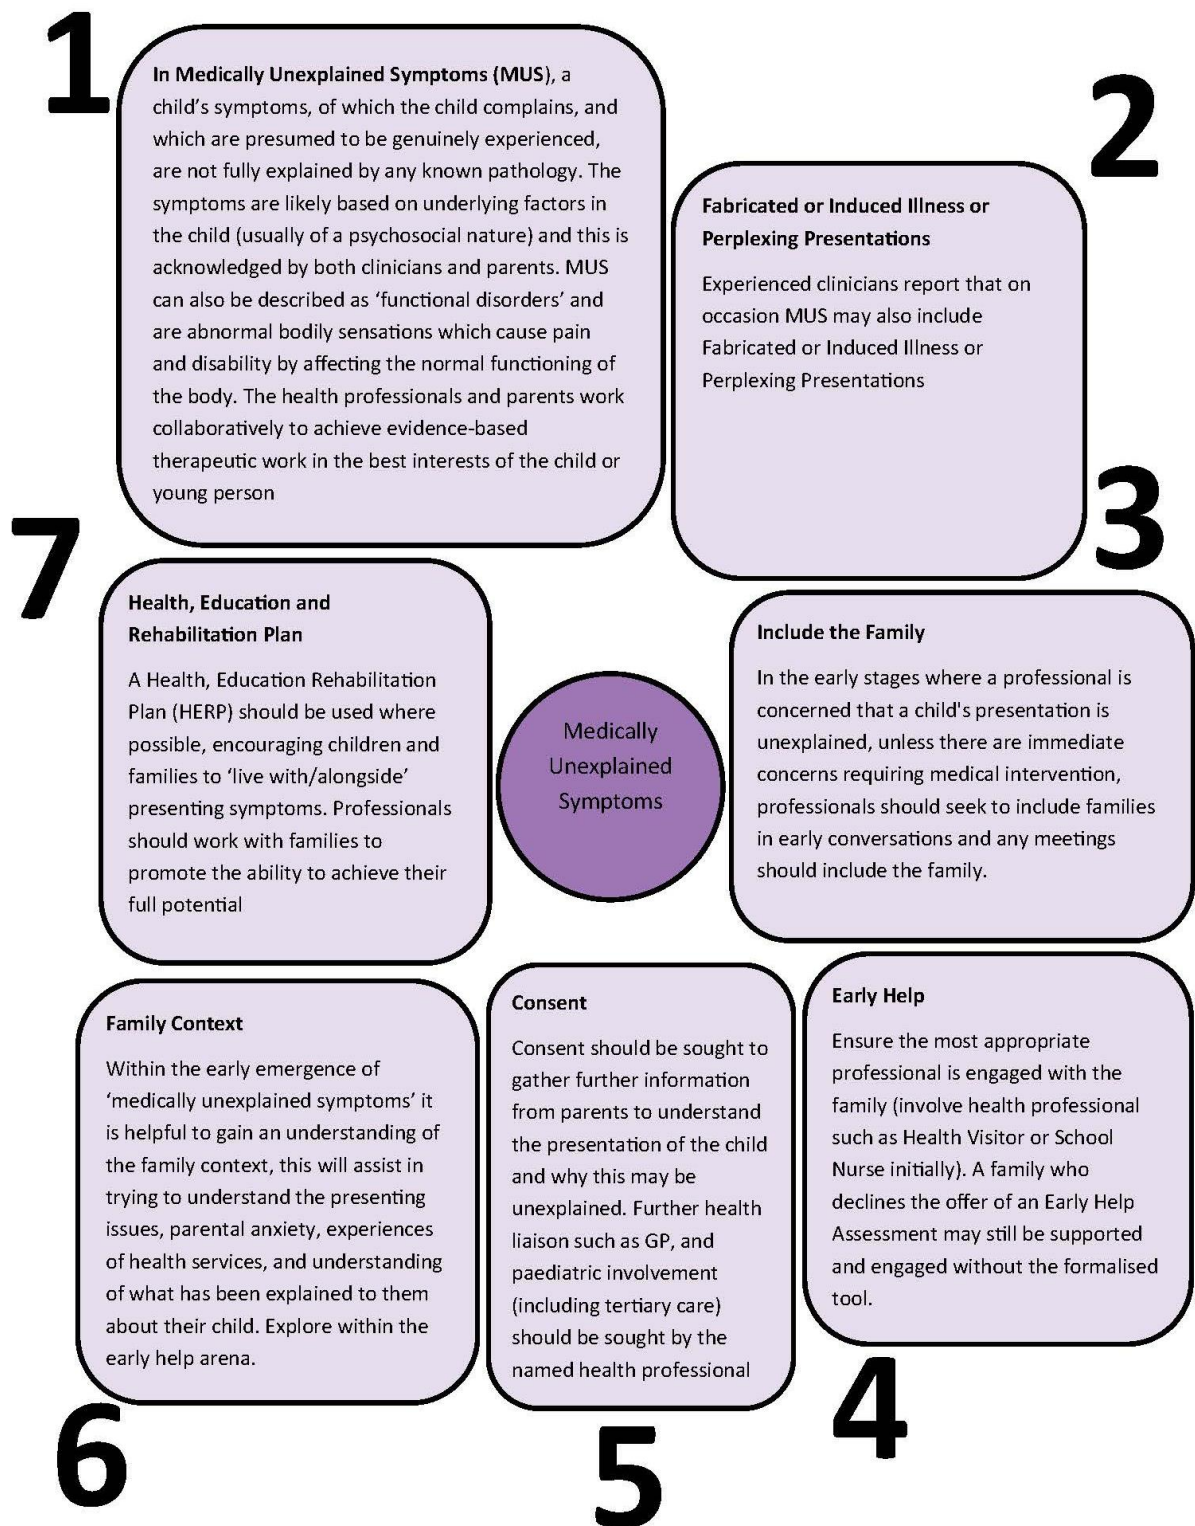 1
In Medically Unexplained Symptoms (MUS), a
child's symptoms, of which the child complains, and
which are presumed to be genuinely experienced,
are not fully explained by any known pathology. The
symptoms are likely based on underlying factors in
the child (usually of a psychosocial nature) and this is
acknowledged by both clinicians and parents. MUS
can also be described as ‘functional disorders’ and
are abnormal bodily sensations which cause pain
and disability by affecting the normal functioning of
the body. The health professionals and parents work
collaboratively to achieve evidence-based
therapeutic work in the best interests of the child or
young person
2
Fabricated or Induced Illness or
Perplexing Presentations
Experienced clinicians report that on
occasion MUS may also include
Fabricated or Induced Illness or
Perplexing Presentations
3
Include the Family
In the early stages where a professional is
concerned that a child's presentation is
unexplained, unless there are immediate
concerns requiring medical intervention,
professionals should seek to include families
in early conversations and any meetings
should include the family.
Medically
Unexplained
Symptoms
4
Early Help
Ensure the most appropriate
professional is engaged with the
family (involve health professional
such as Health Visitor or School
Nurse initially). A family who
declines the offer of an Early Help
Assessment may still be supported
and engaged without the formalised
tool.
5
Consent
Consent should be sought to
gather further information
from parents to understand
the presentation of the child
and why this may be
unexplained. Further health
liaison such as GP, and
paediatric involvement
(including tertiary care)
should be sought by the
named health professional
6
Family Context
Within the early emergence of
‘medically unexplained symptoms’ it
is helpful to gain an understanding of
the family context, this will assist in
trying to understand the presenting
issues, parental anxiety, experiences
of health services, and understanding
of what has been explained to them
about their child. Explore within the
early help arena.
7
Health, Education and
Rehabilitation Plan
A Health, Education Rehabilitation
Plan (HERP) should be used where
possible, encouraging children and
families to ‘live with/alongside’
presenting symptoms. Professionals
should work with families to
promote the ability to achieve their
full potential